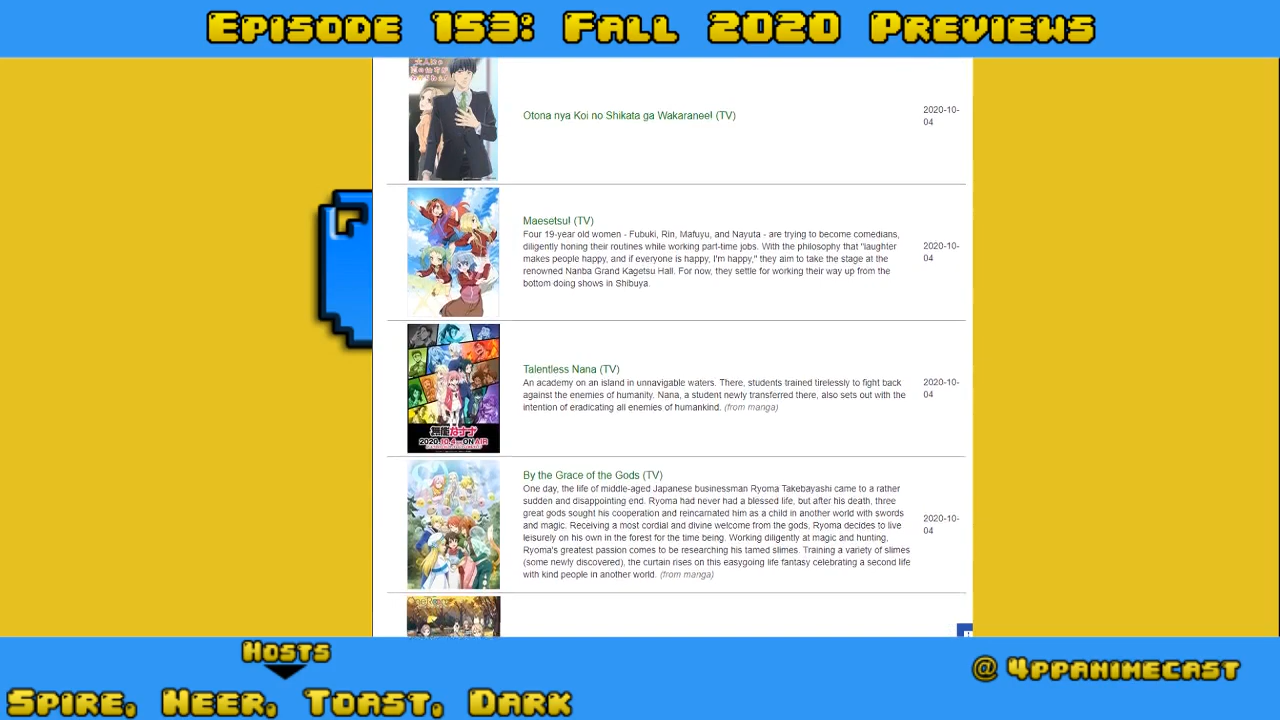 Episode 153: Fall 2020 Previews
Otona nya Koi no Shikata ga Wakaranee! (TV)
2020-10-
04
Maesetsu! (TV)
Four 19-year old women - Fubuki, Rin, Mafuyu, and Nayuta - are trying to become comedians,
diligently honing their routines while working part-time jobs. With the philosophy that "laughter
makes people happy, and if everyone is happy, I'm happy," they aim to take the stage at the
renowned Nanba Grand Kagetsu Hall. For now, they settle for working their way up from the
bottom doing shows in Shibuya.
2020-10-
04
Talentless Nana (TV)
An academy on an island in unnavigable waters. There, students trained tirelessly to fight back
against the enemies of humanity. Nana, a student newly transferred there, also sets out with the
intention of eradicating all enemies of humankind. (from manga)
2020-10-
04
無能なナナ
2020.10.4 ON AIR
By the Grace of the Gods (TV)
One day, the life of middle-aged Japanese businessman Ryoma Takebayashi came to a rather
sudden and disappointing end. Ryoma had never had a blessed life, but after his death, three
great gods sought his cooperation and reincarnated him as a child in another world with swords
and magic. Receiving a most cordial and divine welcome from the gods, Ryoma decides to live
leisurely on his own in the forest for the time being. Working diligently at magic and hunting,
Ryoma's greatest passion comes to be researching his tamed slimes. Training a variety of slimes
(some newly discovered), the curtain rises on this easygoing life fantasy celebrating a second life
with kind people in another world. (from manga)
2020-10-
04
Hosts
Spire, Neer, Toast, Dark
@ 4ppanimecast